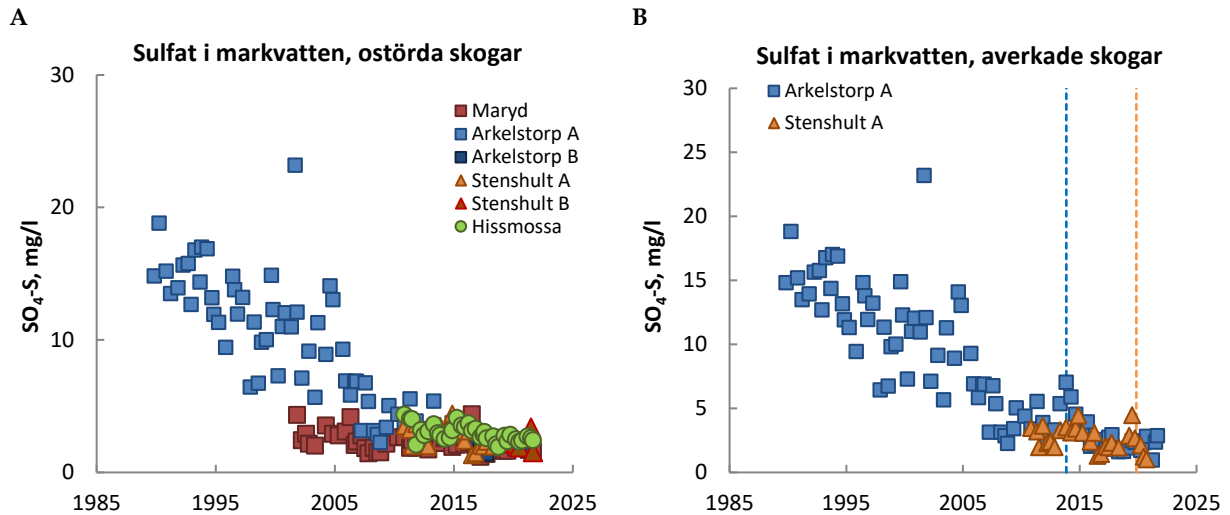 A
Sulfat i markvatten, ostörda skogar
SO₄-S, mg/l
30
20
10
0
1985
1995
2005
2015
2025
Maryd
Arkelstorp A
Arkelstorp B
Stenshult A
Stenshult B
Hissmossa
B
Sulfat i markvatten, averkade skogar
SO₄-S, mg/l
30
25
20
15
10
5
0
1985
1995
2005
2015
2025
Arkelstorp A
Stenshult A